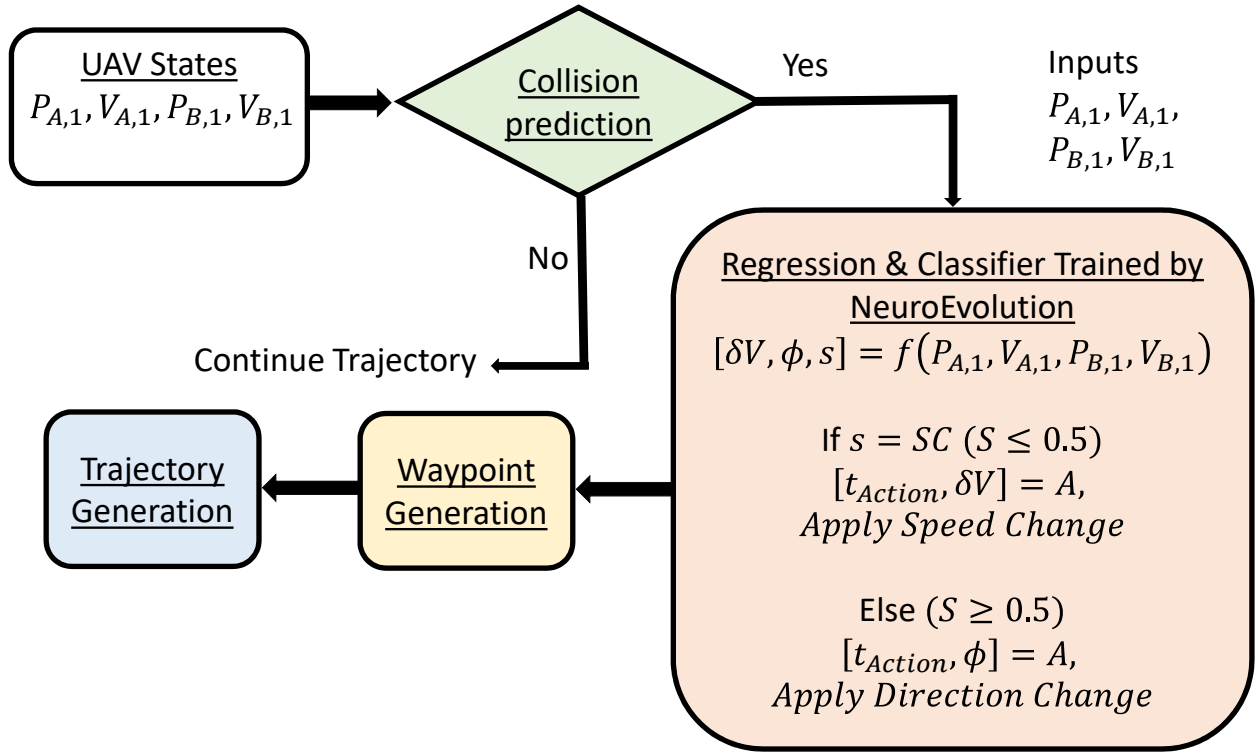 UAV States
P_{A,1}, V_{A,1}, P_{B,1}, V_{B,1}
Collision
prediction
Yes
Inputs
P_{A,1}, V_{A,1},
P_{B,1}, V_{B,1}
No
Continue Trajectory
Regression & Classifier Trained by
NeuroEvolution
[δV, ϕ, s] = f(P_{A,1}, V_{A,1}, P_{B,1}, V_{B,1})
If s = SC (S ≤ 0.5)
[t_{Action}, δV] = A,
Apply Speed Change
Else (S ≥ 0.5)
[t_{Action}, ϕ] = A,
Apply Direction Change
Waypoint
Generation
Trajectory
Generation